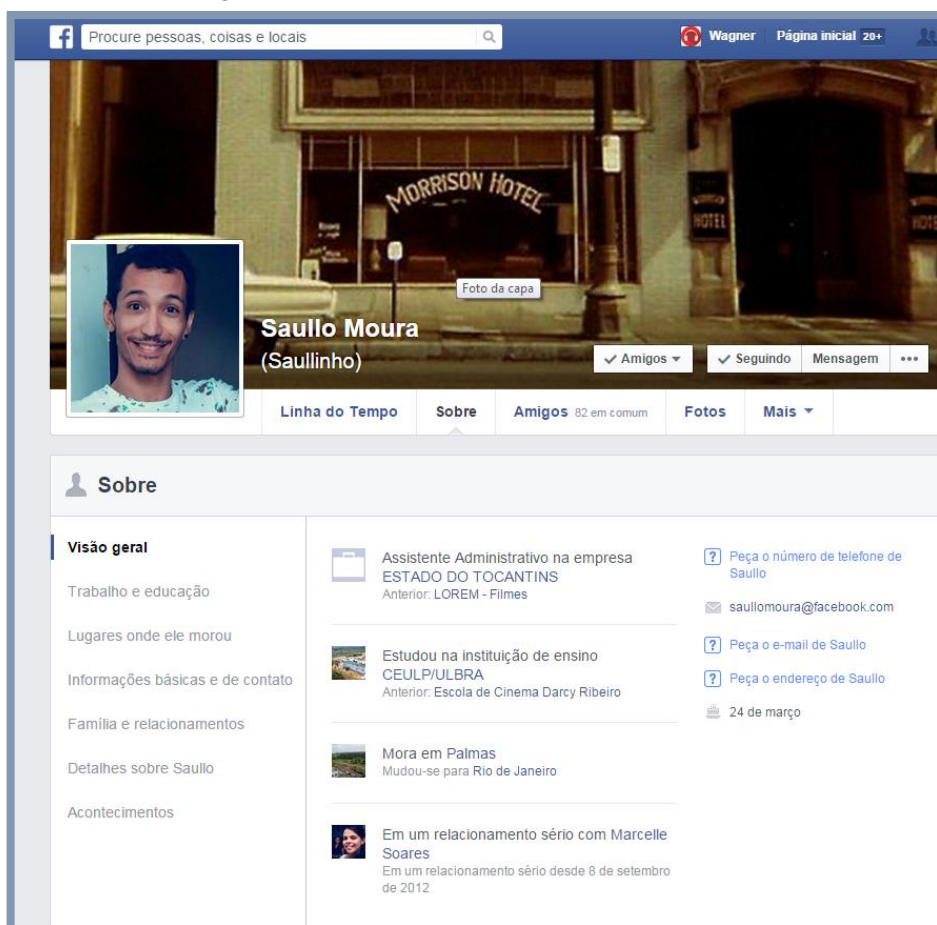 f Procure pessoas, coisas e locais Wagner Página inicial 20+
MORRISON HOTEL
HOTEL
Foto da capa
Saullo Moura
(Saullinho)
Amigos Seguindo Mensagem
Linha do Tempo Sobre Amigos 82 em comum Fotos Mais
Sobre
Visão geral
Trabalho e educação
Lugares onde ele morou
Informações básicas e de contato
Família e relacionamentos
Detalhes sobre Saullo
Acontecimentos
Assistente Administrativo na empresa
ESTADO DO TOCANTINS
Anterior: LOREM - Filmes
Estudou na instituição de ensino
CEULP/ULBRA
Anterior: Escola de Cinema Darcy Ribeiro
Mora em Palmas
Mudou-se para Rio de Janeiro
Em um relacionamento sério com Marcelle
Soares
Em um relacionamento sério desde 8 de setembro
de 2012
? Peça o número de telefone de
Saullo
saullomoura@facebook.com
? Peça o e-mail de Saullo
? Peça o endereço de Saullo
24 de março